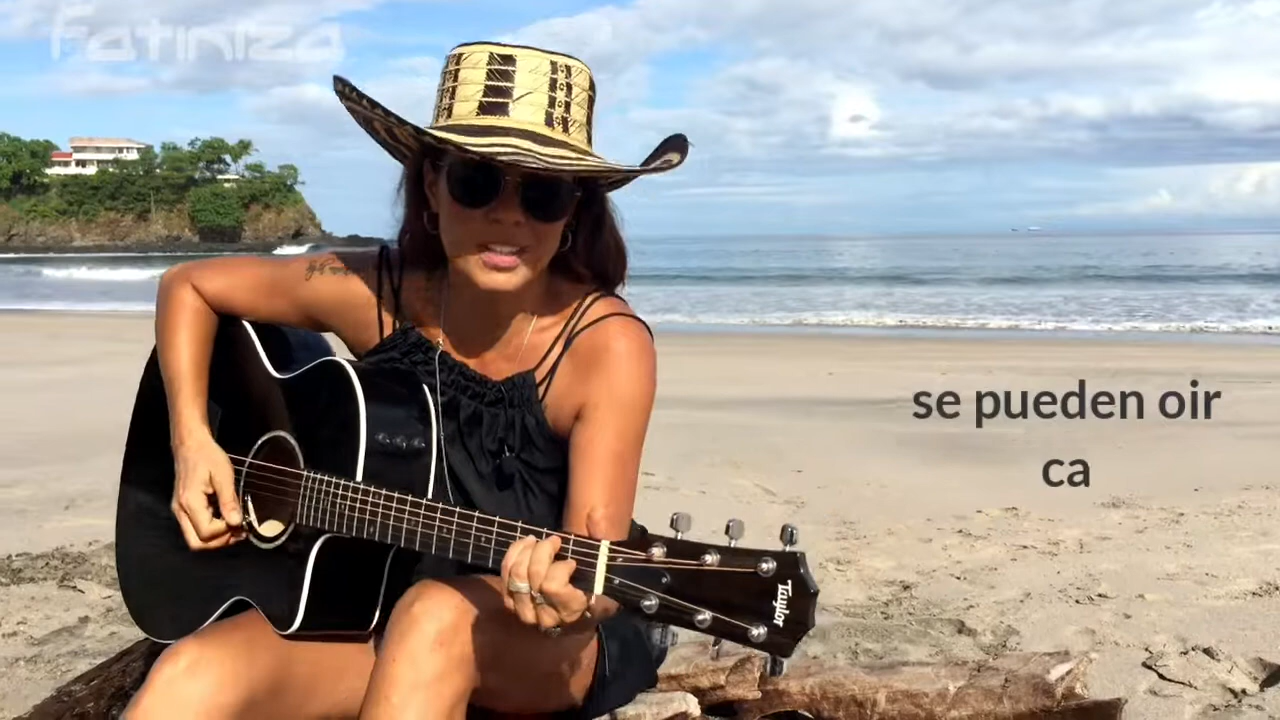 Fatiniza
se pueden oir
ca
Taylor